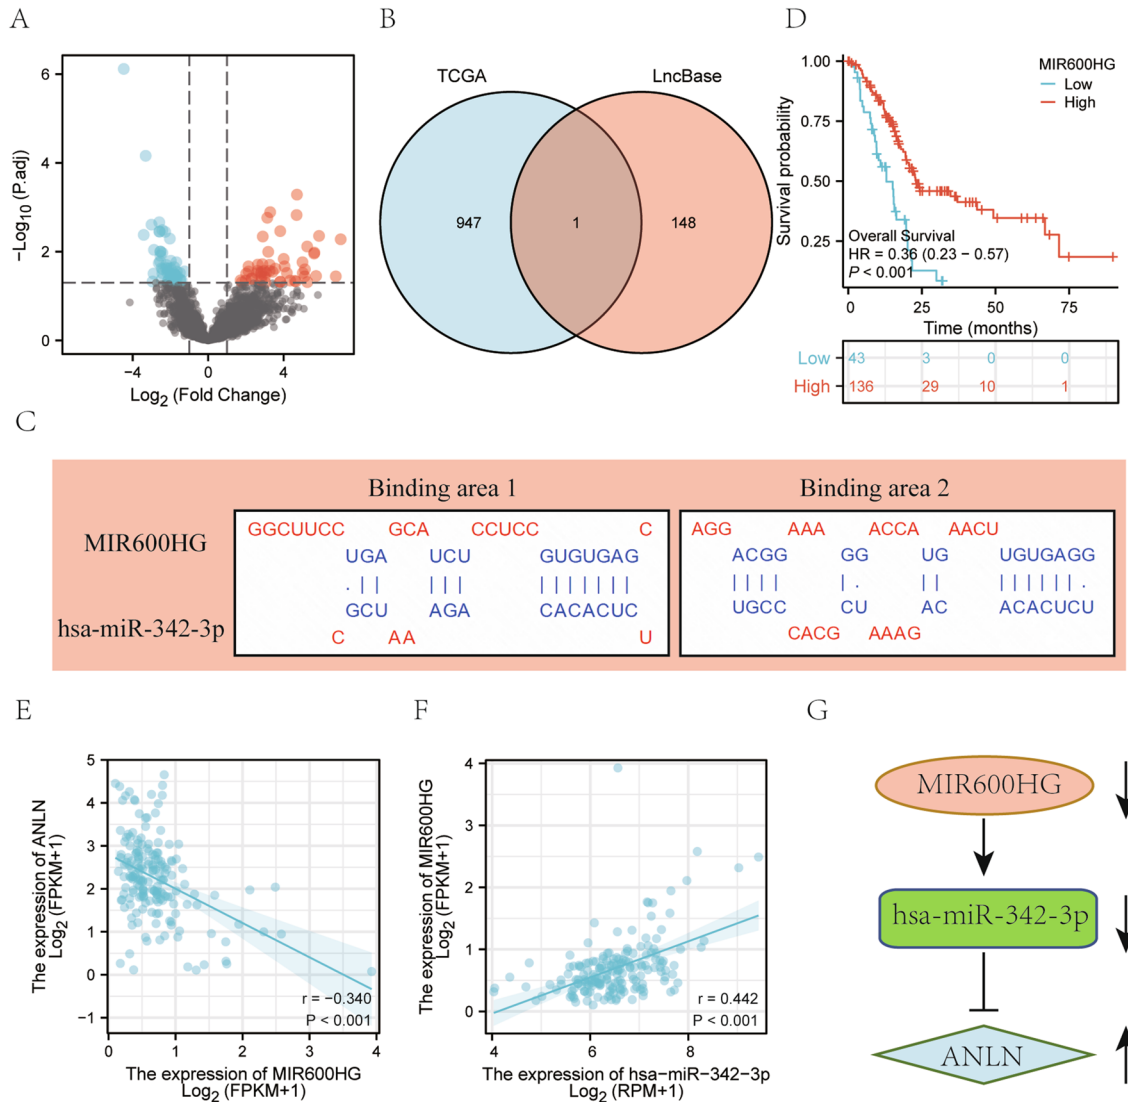 A
−Log10 (P.adj)
6
4
2
0
−4
0
4
Log2 (Fold Change)
B
TCGA
LncBase
947
1
148
D
Survival probability
1.00
0.75
0.50
0.25
MIR600HG
Low
High
Overall Survival
HR = 0.36 (0.23 − 0.57)
P < 0.001
0
25
50
75
Time (months)
Low 43 3 0 0
High 136 29 10 1
C
Binding area 1
Binding area 2
MIR600HG
hsa-miR-342-3p
GGCUUCC GCA CCUCC C
UGA UCU GUGUGAG
. | | | | | | | | | | | |
GCU AGA CACACUC
C AA U
AGG AAA ACCA AACU
ACGG GG UG UGUGAGG
| | | | | . | | | | | | | | .
UGCC CU AC ACACUCU
CACG AAAG
E
The expression of ANLN
Log2 (FPKM+1)
5
4
3
2
1
0
−1
r = −0.340
P < 0.001
0
1
2
3
4
The expression of MIR600HG
Log2 (FPKM+1)
F
The expression of MIR600HG
Log2 (FPKM+1)
4
3
2
1
0
r = 0.442
P < 0.001
4
6
8
The expression of hsa−miR−342−3p
Log2 (RPM+1)
G
MIR600HG
hsa-miR-342-3p
ANLN